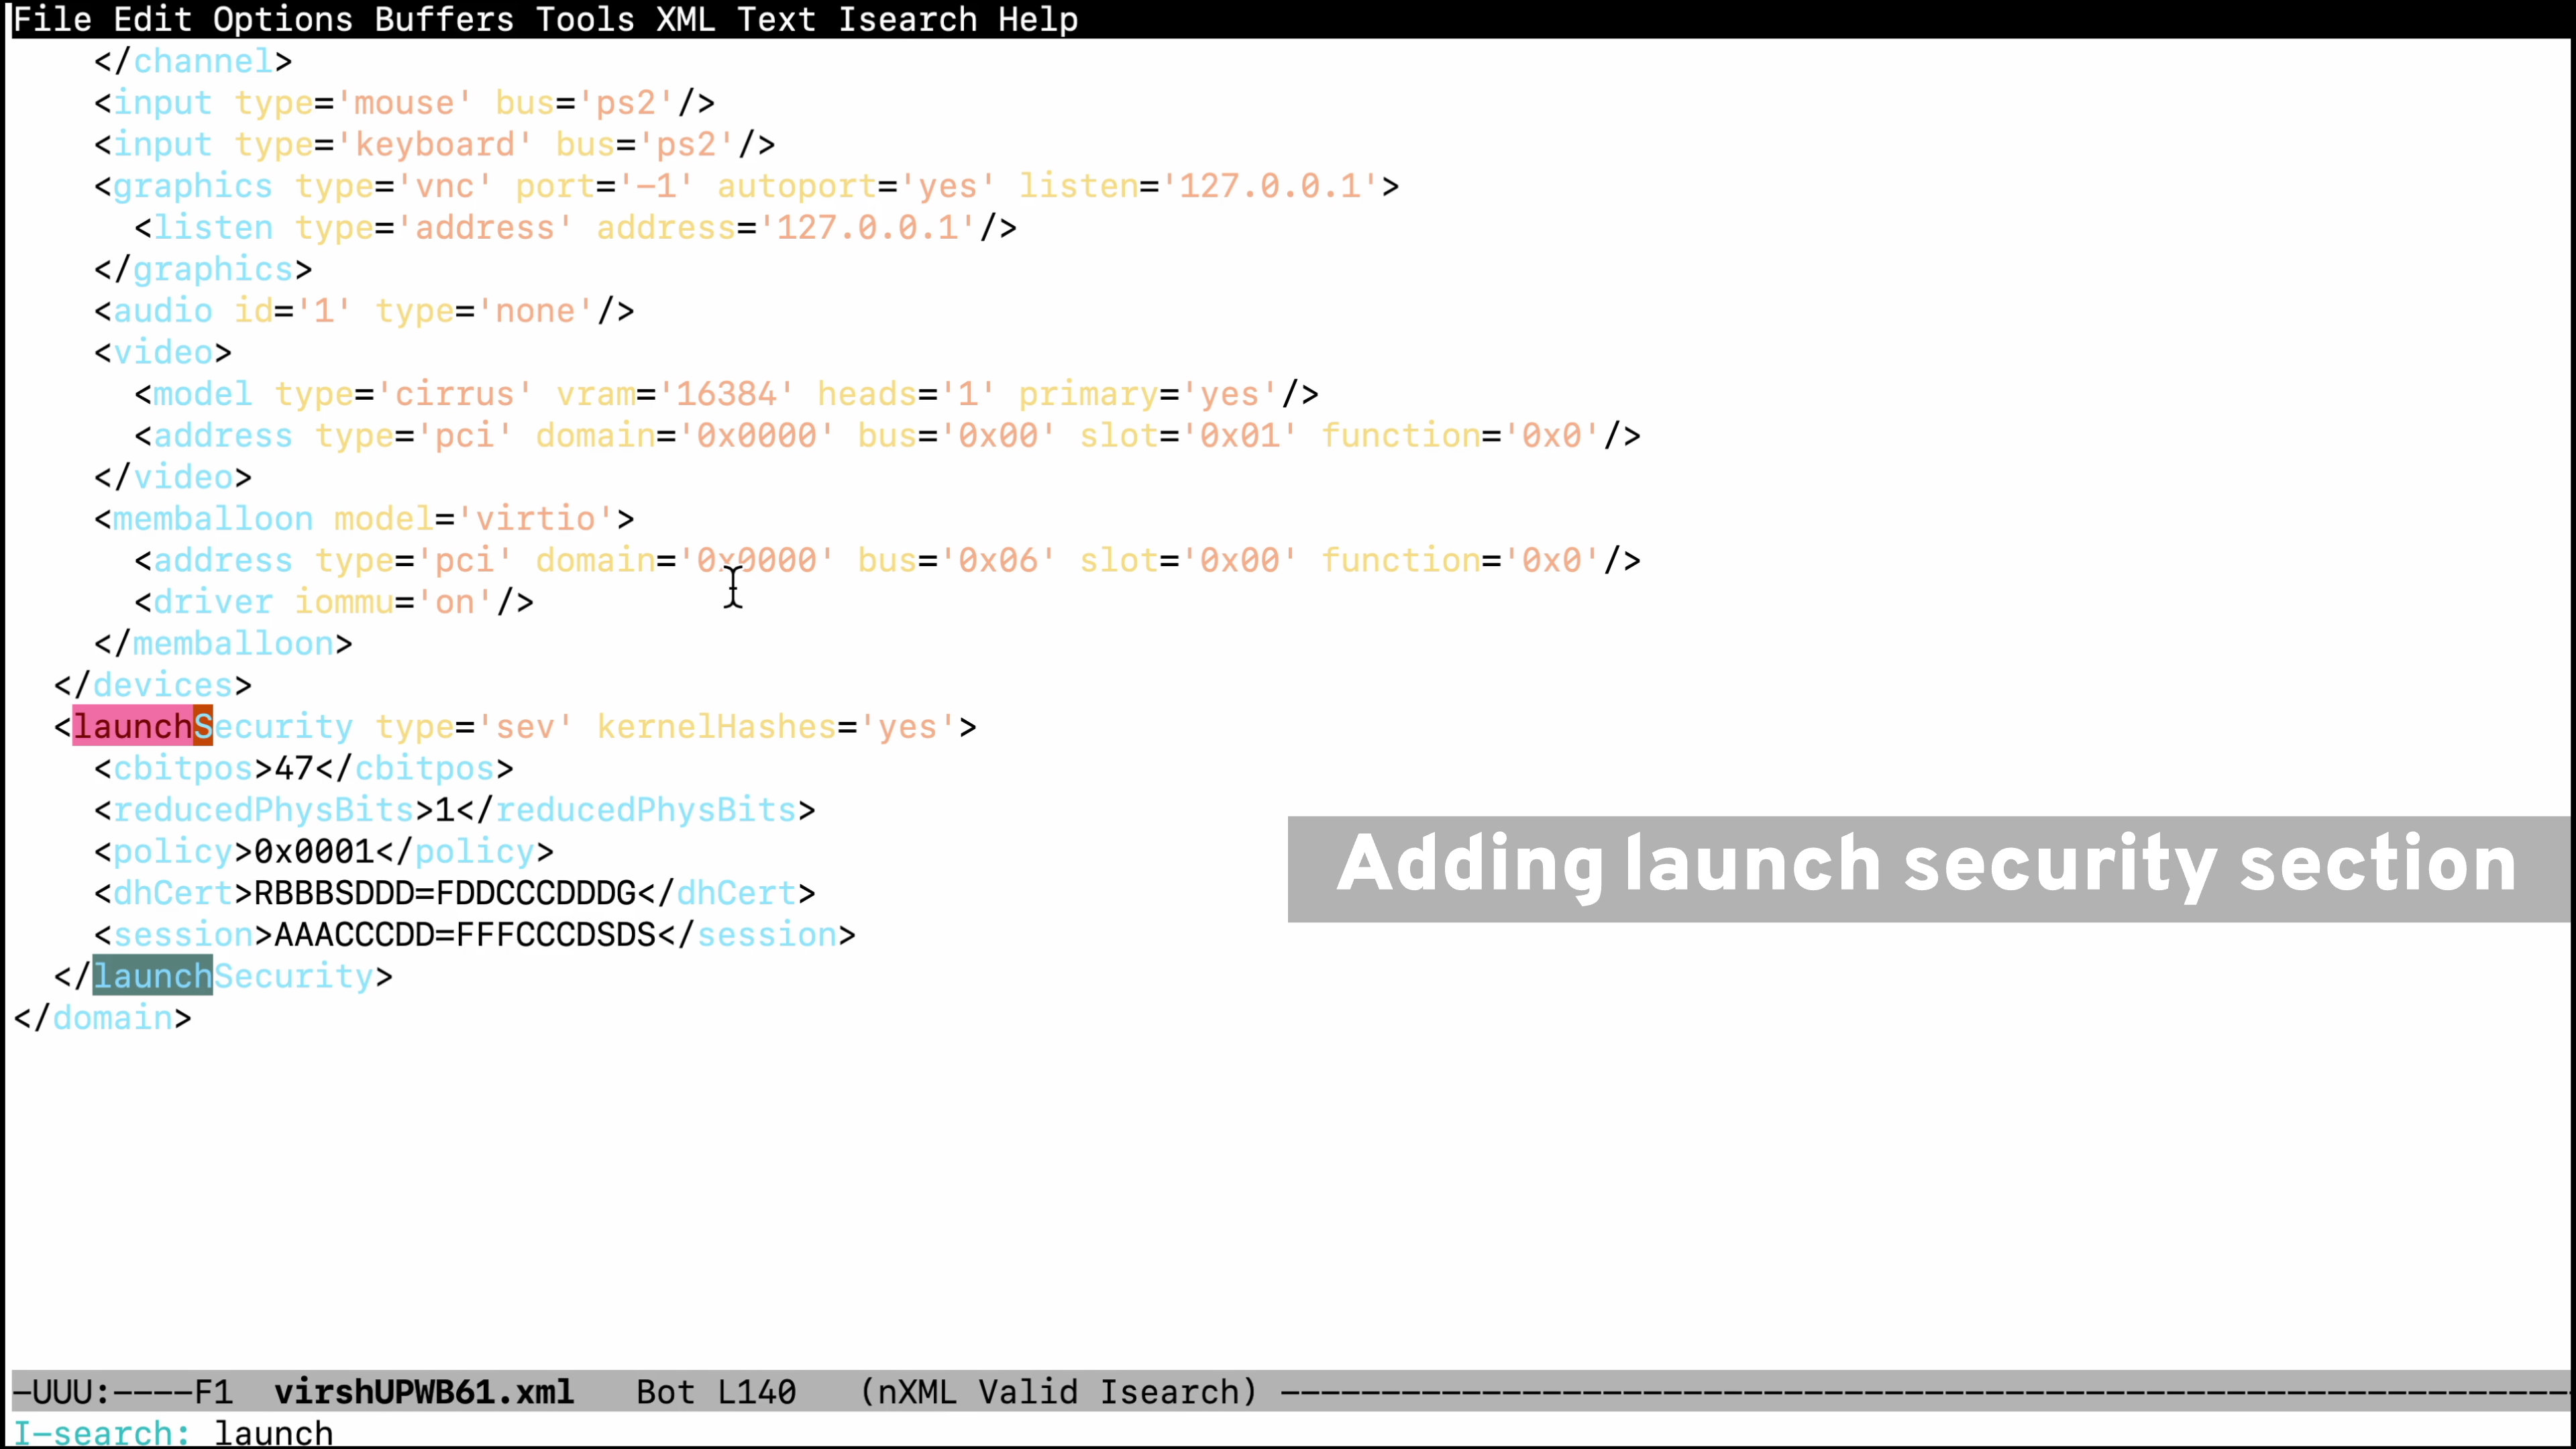 File Edit Options Buffers Tools XML Text Isearch Help
    </channel>
    <input type='mouse' bus='ps2'/>
    <input type='keyboard' bus='ps2'/>
    <graphics type='vnc' port='-1' autoport='yes' listen='127.0.0.1'>
      <listen type='address' address='127.0.0.1'/>
    </graphics>
    <audio id='1' type='none'/>
    <video>
      <model type='cirrus' vram='16384' heads='1' primary='yes'/>
      <address type='pci' domain='0x0000' bus='0x00' slot='0x01' function='0x0'/>
    </video>
    <memballoon model='virtio'>
      <address type='pci' domain='0x0000' bus='0x06' slot='0x00' function='0x0'/>
      <driver iommu='on'/>
    </memballoon>
  </devices>
  <launchSecurity type='sev' kernelHashes='yes'>
    <cbitpos>47</cbitpos>
    <reducedPhysBits>1</reducedPhysBits>
    <policy>0x0001</policy>
    <dhCert>RBBBSDDD=FDDCCCDDDG</dhCert>
    <session>AAACCCDD=FFFCCCDSDS</session>
  </launchSecurity>
</domain>
Adding launch security section
-UUU:----F1  virshUPWB61.xml   Bot L140   (nXML Valid Isearch) ----------------------------------------------------------------
I-search: launch